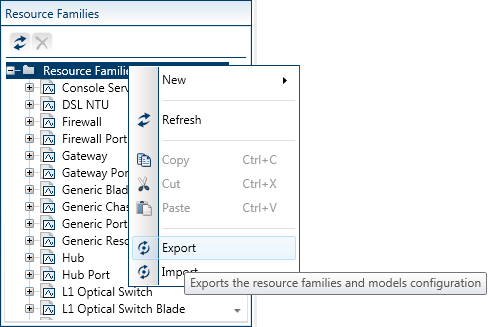 Resource Families
Resource Familie
New
Console Serv
DSL NTU
Refresh
Firewall
Firewall Port
Gateway
Copy Ctrl+C
Gateway Por
Cut Ctrl+X
Generic Blad
Generic Chas
Paste Ctrl+V
Generic Port
Generic Reso
Export
Hub
Hub Port
Import
Exports the resource families and models configuration
L1 Optical Switch
L1 Optical Switch Blade